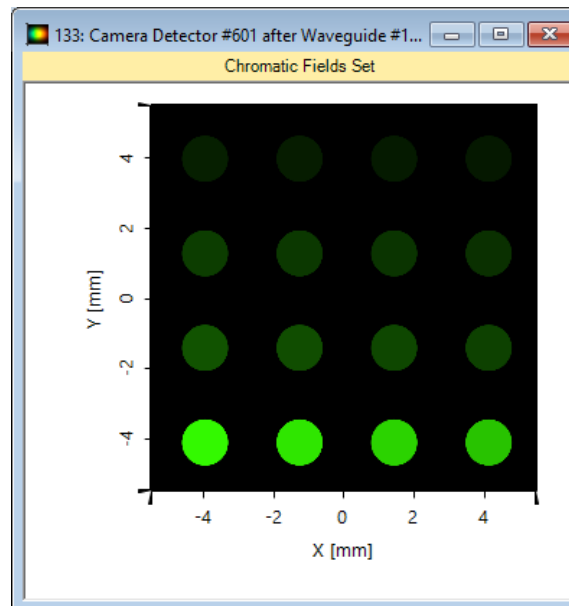 133: Camera Detector #601 after Waveguide #1...
Chromatic Fields Set
4
2
0
-2
-4
Y [mm]
-4 -2 0 2 4
X [mm]